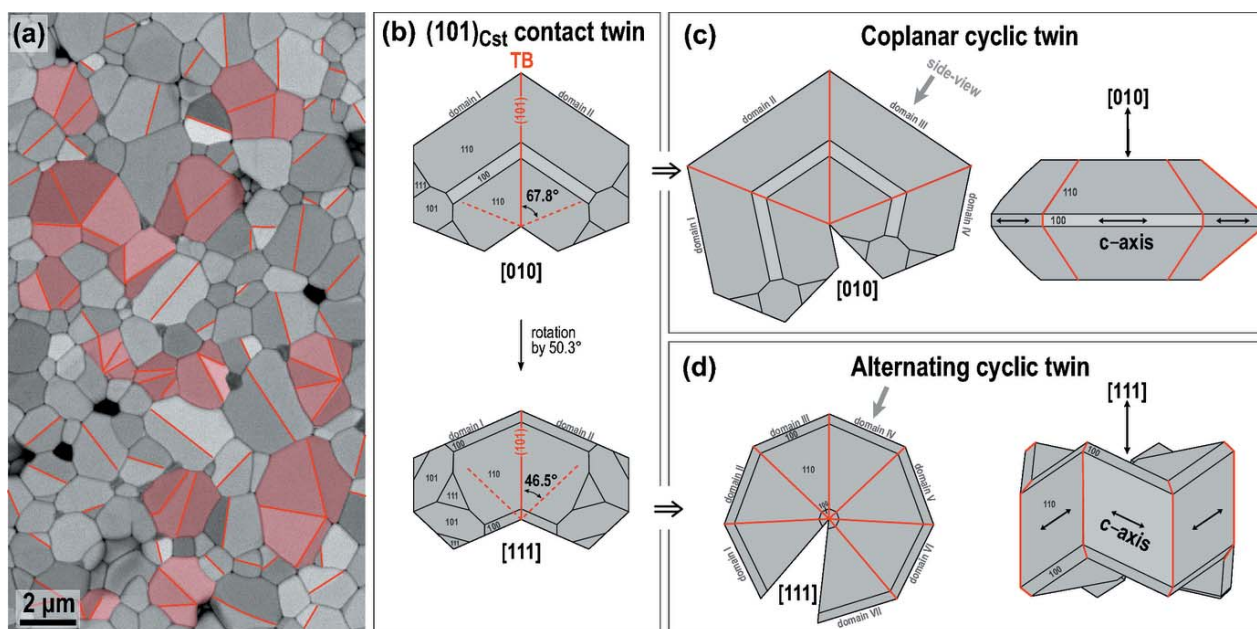 (a)
2 µm
(b) (101)Cst contact twin
TB
domain I
domain II
(101)
110
100
111
101
110
67.8°
[010]
rotation
by 50.3°
domain I
domain II
(101)
100
101
110
111
46.5°
101
111
100
[111]
⇒
⇒
(c) Coplanar cyclic twin
side-view
domain II
domain III
domain I
domain IV
[010]
[010]
110
100
c-axis
(d) Alternating cyclic twin
domain III
domain IV
100
domain II
110
domain V
domain I
domain VI
[111]
domain VII
[111]
100
110
c-axis
100